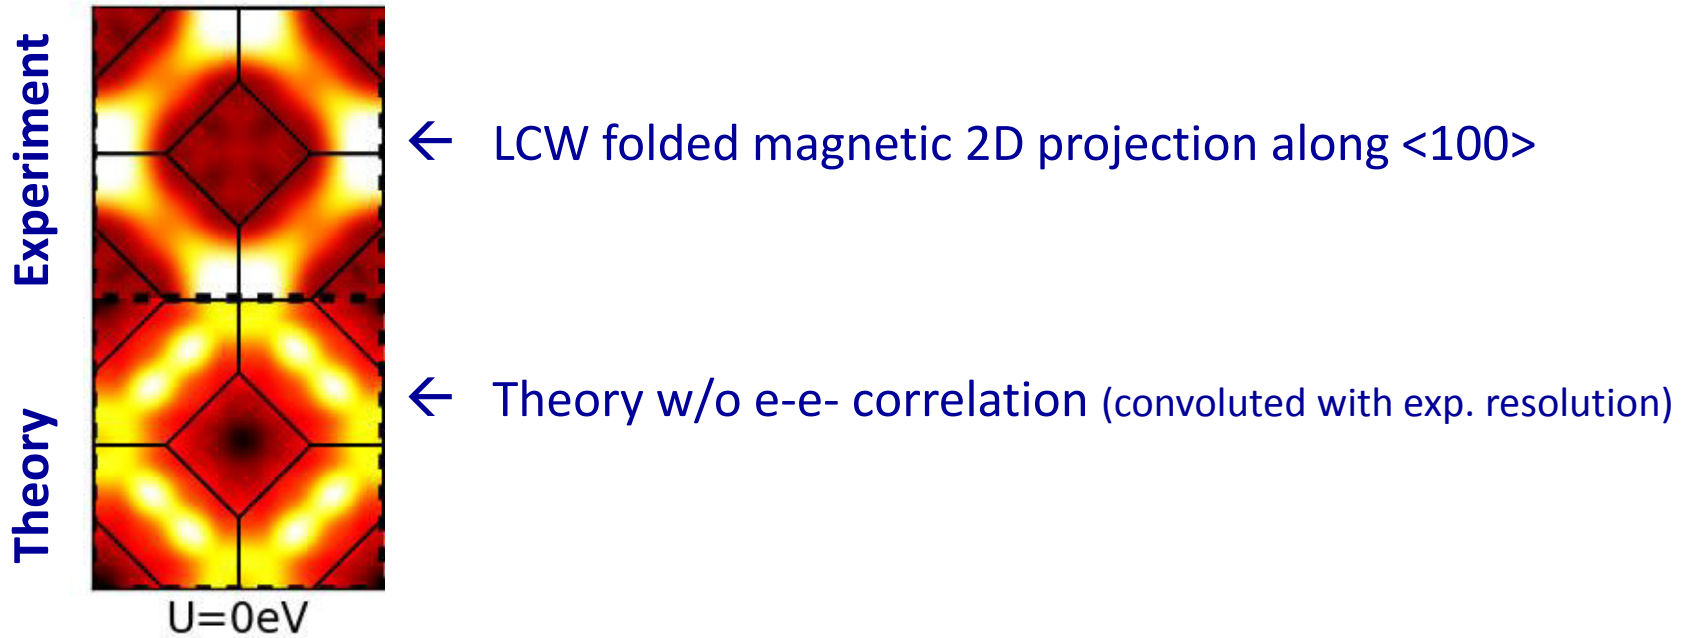 Experiment
← LCW folded magnetic 2D projection along <100>
Theory
← Theory w/o e-e- correlation (convoluted with exp. resolution)
U=0eV